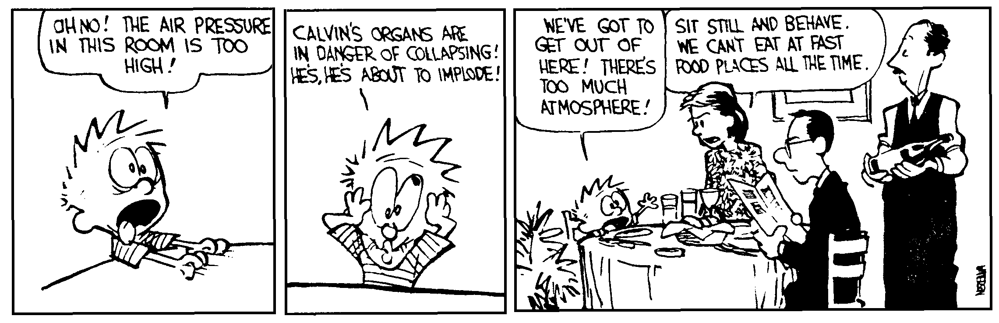 OH NO! THE AIR PRESSURE
IN THIS ROOM IS TOO
HIGH!
CALVIN'S ORGANS ARE
IN DANGER OF COLLAPSING!
HE'S, HE'S ABOUT TO IMPLODE!
WE'VE GOT TO
GET OUT OF
HERE! THERE'S
TOO MUCH
ATMOSPHERE!
SIT STILL AND BEHAVE.
WE CAN'T EAT AT FAST
FOOD PLACES ALL THE TIME.
WATTERSON